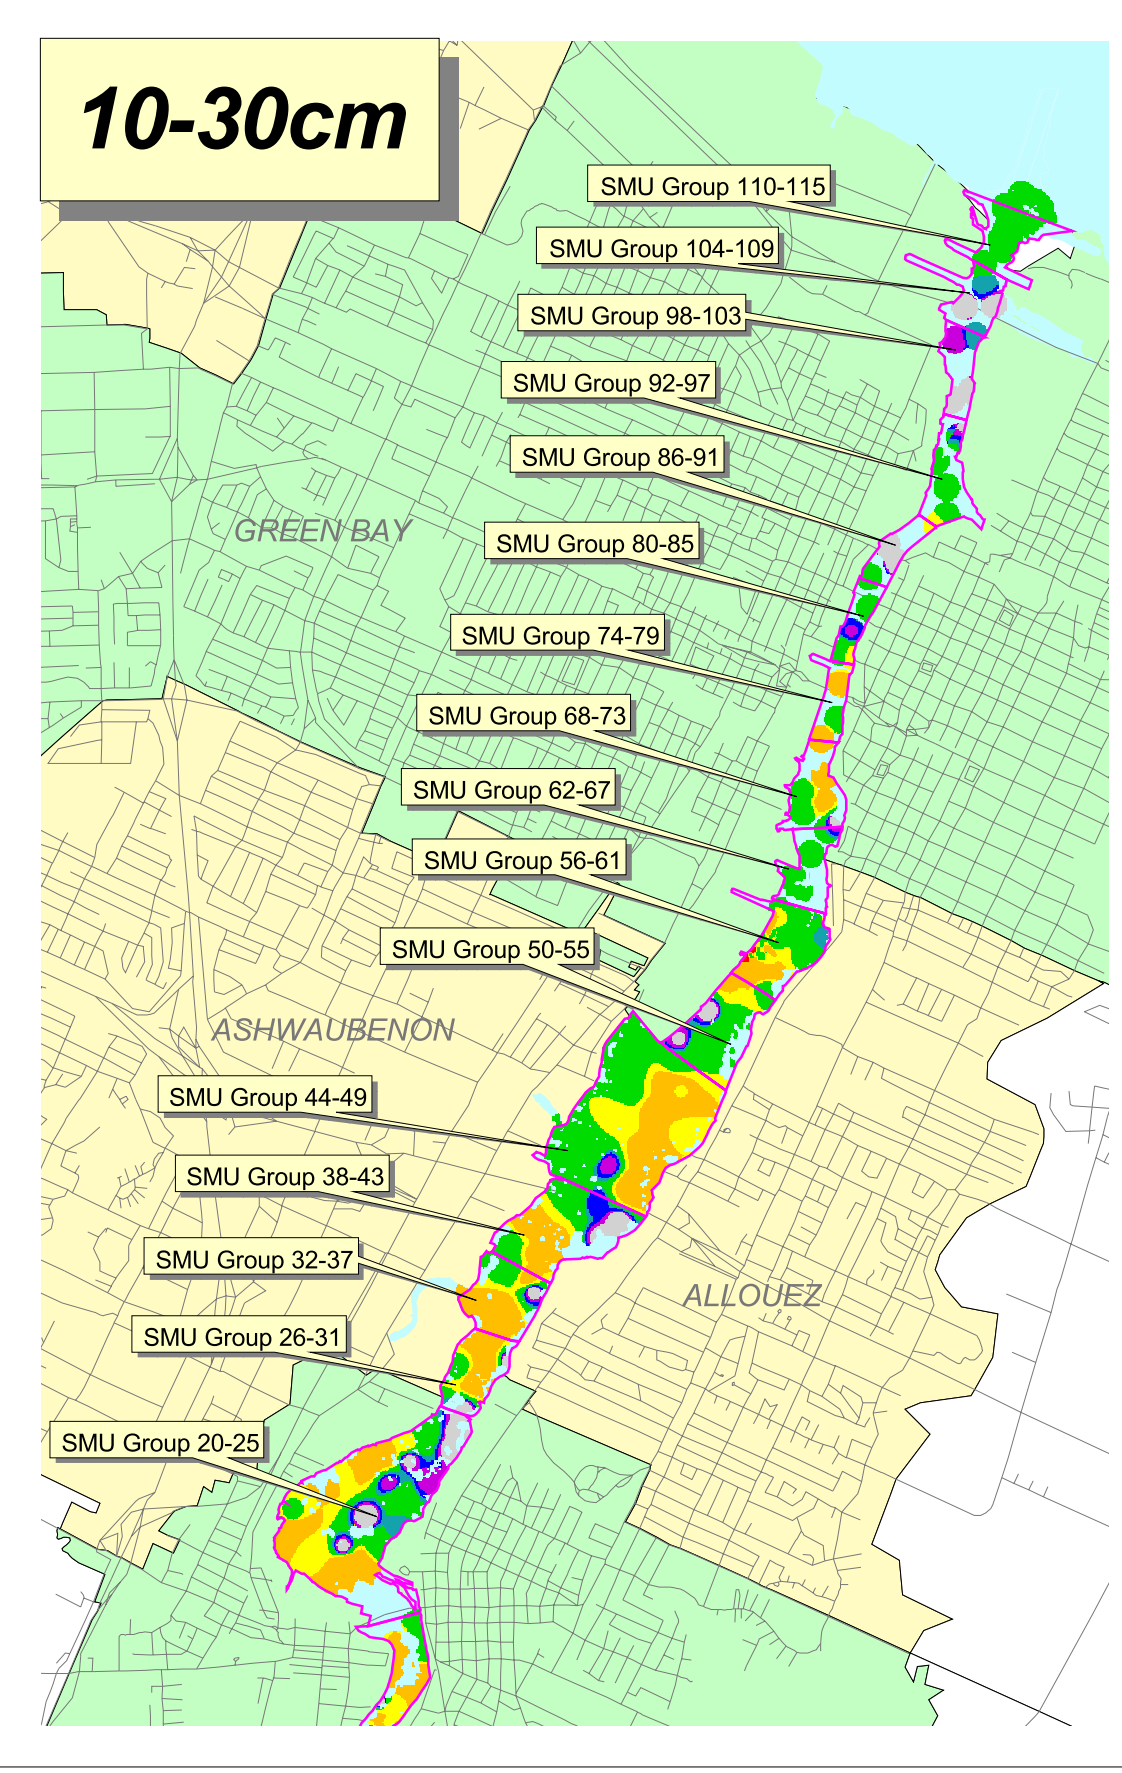 10-30cm
SMU Group 110-115
SMU Group 104-109
SMU Group 98-103
SMU Group 92-97
SMU Group 86-91
GREEN BAY
SMU Group 80-85
SMU Group 74-79
SMU Group 68-73
SMU Group 62-67
SMU Group 56-61
SMU Group 50-55
ASHWAUBENON
SMU Group 44-49
SMU Group 38-43
SMU Group 32-37
ALLOUEZ
SMU Group 26-31
SMU Group 20-25